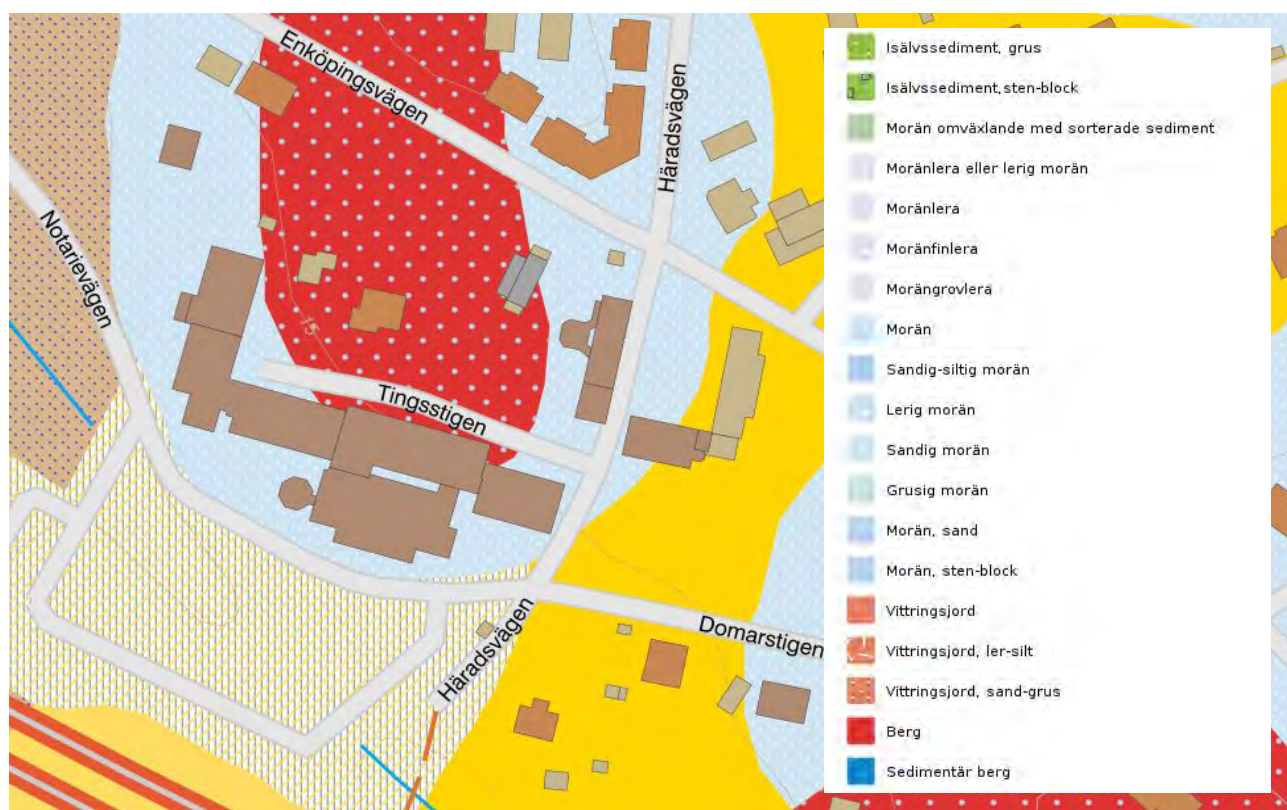 Enköpingsvägen
Häradsvägen
Notarievägen
15
Tingsstigen
Häradsvägen
Domarstigen
Isälvssediment, grus
Isälvssediment, sten-block
Morän omväxlande med sorterade sediment
Moränlera eller lerig morän
Moränlera
Moränfinlera
Morängrovlera
Morän
Sandig-siltig morän
Lerig morän
Sandig morän
Grusig morän
Morän, sand
Morän, sten-block
Vittringsjord
Vittringsjord, ler-silt
Vittringsjord, sand-grus
Berg
Sedimentär berg